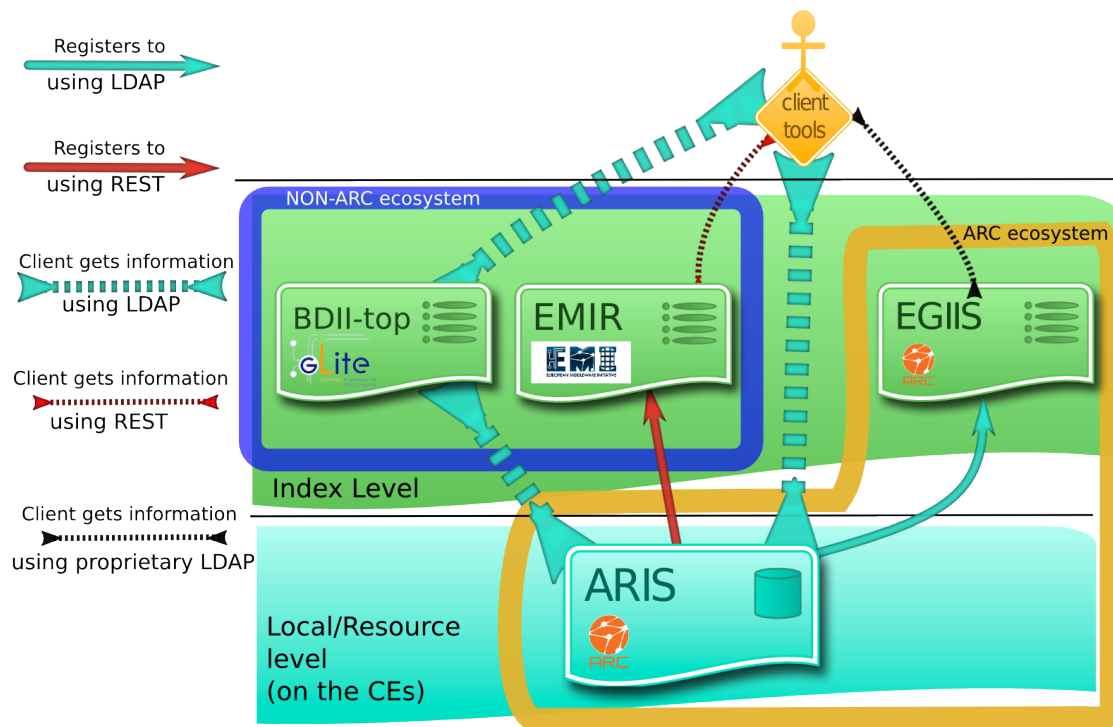 Registers to
using LDAP
Registers to
using REST
Client gets information
using LDAP
Client gets information
using REST
Client gets information
using proprietary LDAP
client
tools
NON-ARC ecosystem
ARC ecosystem
BDII-top
gLite
EMIR
EMI
EUROPEAN MIDDLEWARE INITIATIVE
EGIIS
ARC
Index Level
ARIS
ARC
Local/Resource
level
(on the CEs)